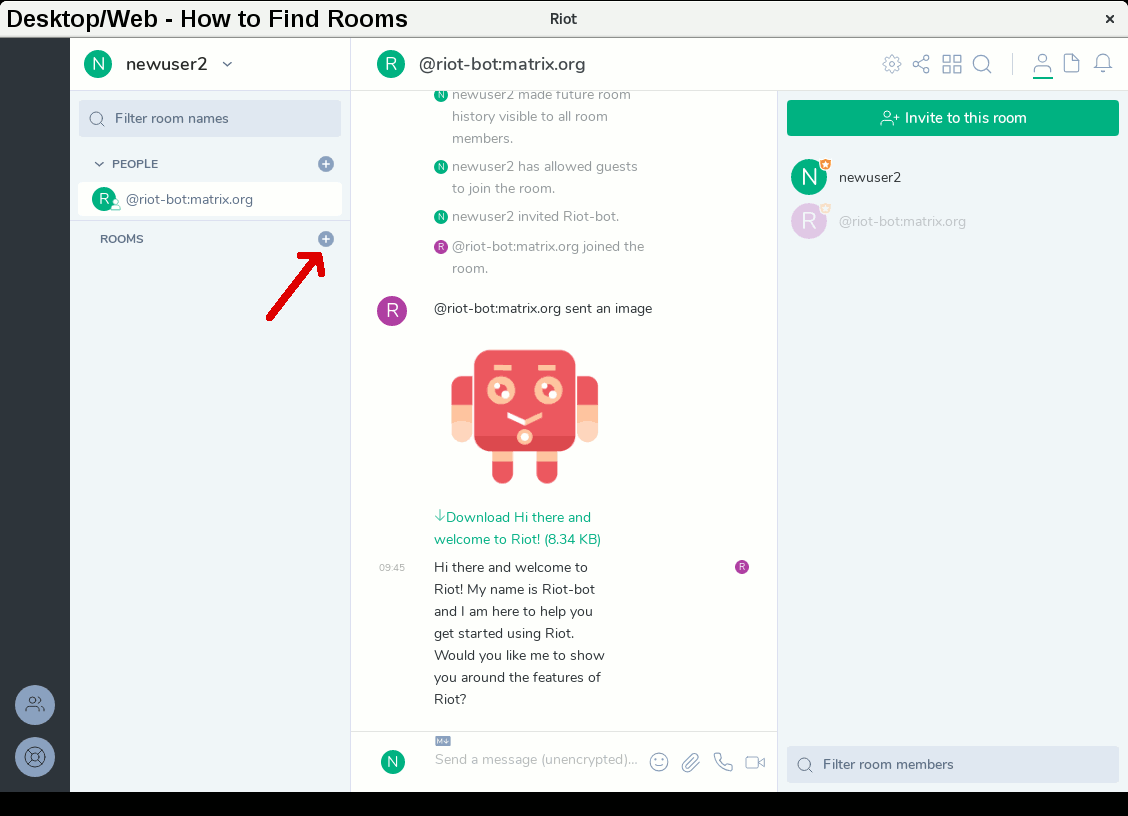 Desktop/Web - How to Find Rooms
Riot
×
N
newuser2
R
@riot-bot:matrix.org
Filter room names
PEOPLE
R
@riot-bot:matrix.org
ROOMS
N newuser2 made future room
history visible to all room
members.
N newuser2 has allowed guests
to join the room.
N newuser2 invited Riot-bot.
R @riot-bot:matrix.org joined the
room.
R
@riot-bot:matrix.org sent an image
Download Hi there and
welcome to Riot! (8.34 KB)
09:45
Hi there and welcome to
R
Riot! My name is Riot-bot
and I am here to help you
get started using Riot.
Would you like me to show
you around the features of
Riot?
M↓
N
Send a message (unencrypted)...
Invite to this room
N
newuser2
R
@riot-bot:matrix.org
Filter room members